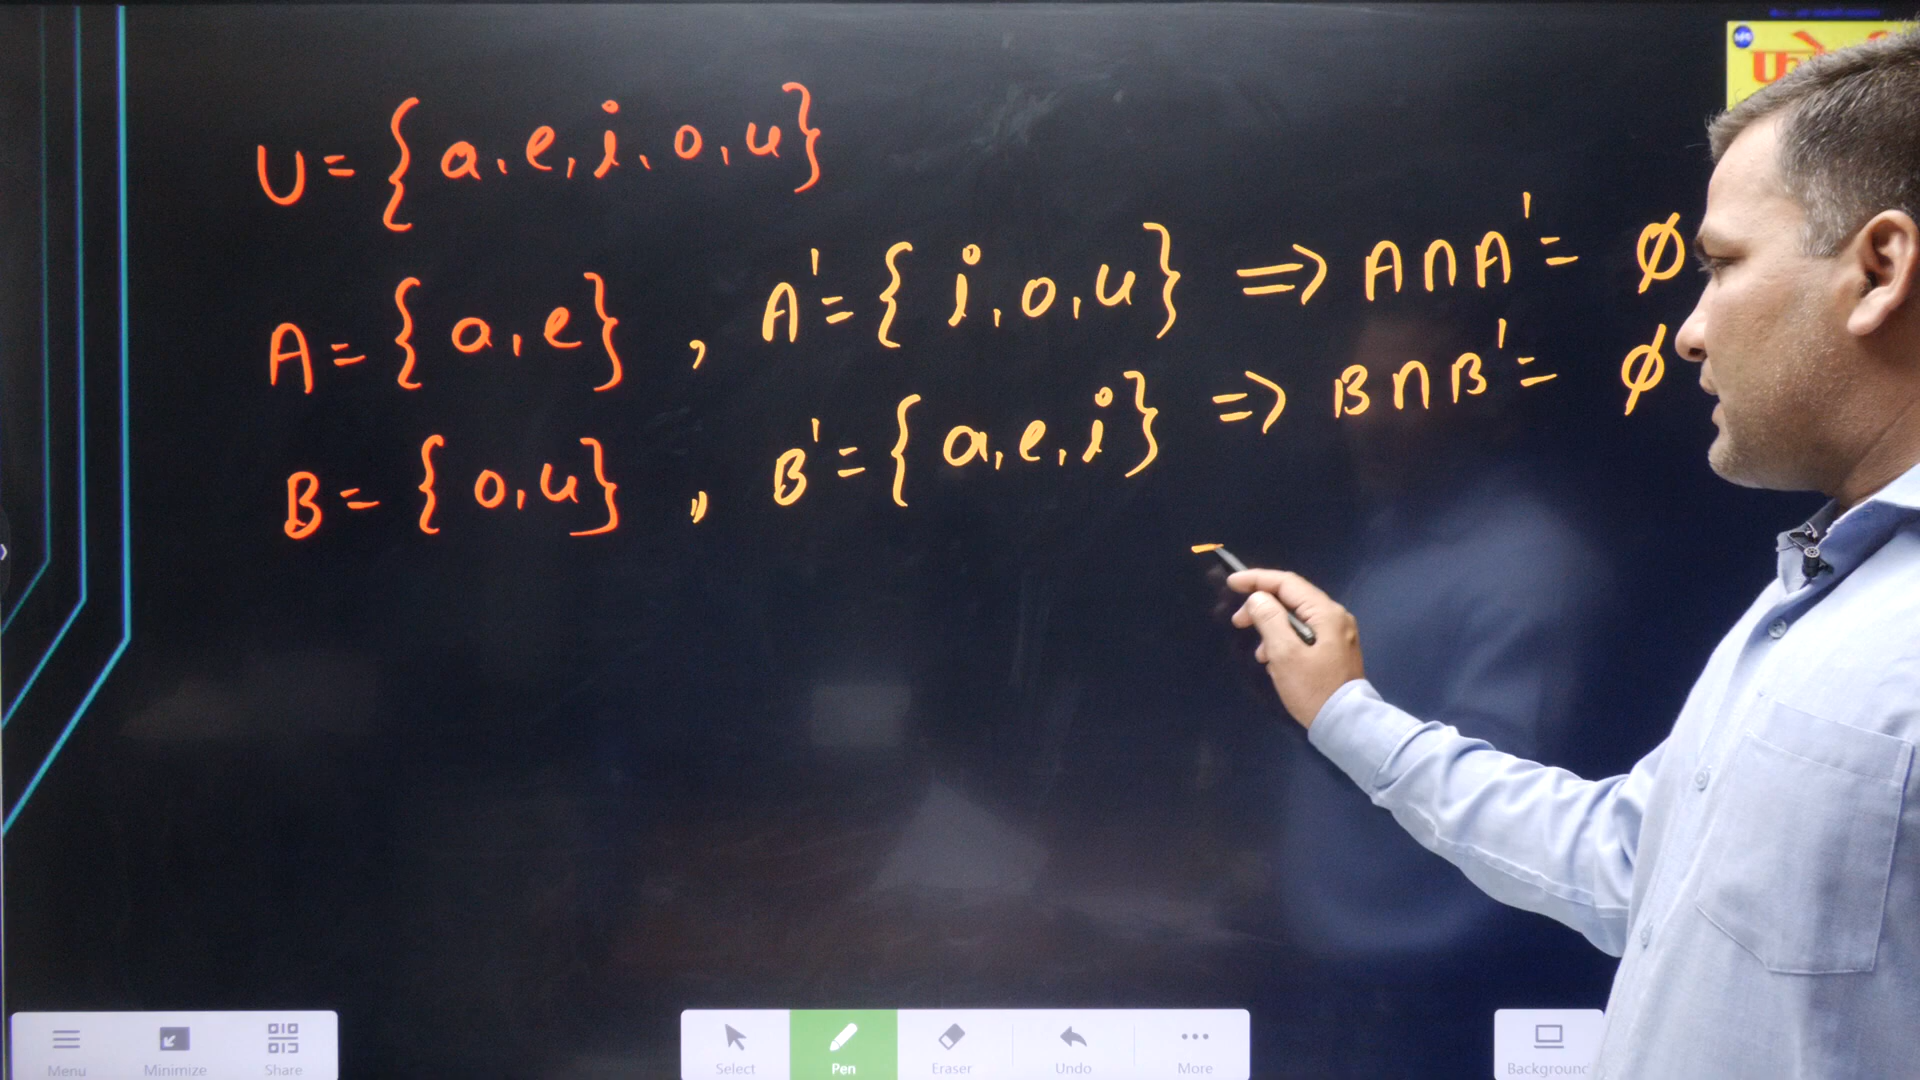 U = { a, e, i, o, u }
A = { a, e } , A' = { i, o, u } => A ∩ A' = ∅
B = { o, u } , B' = { a, e, i } => B ∩ B' = ∅
Menu Minimize Share Select Pen Eraser Undo More Background